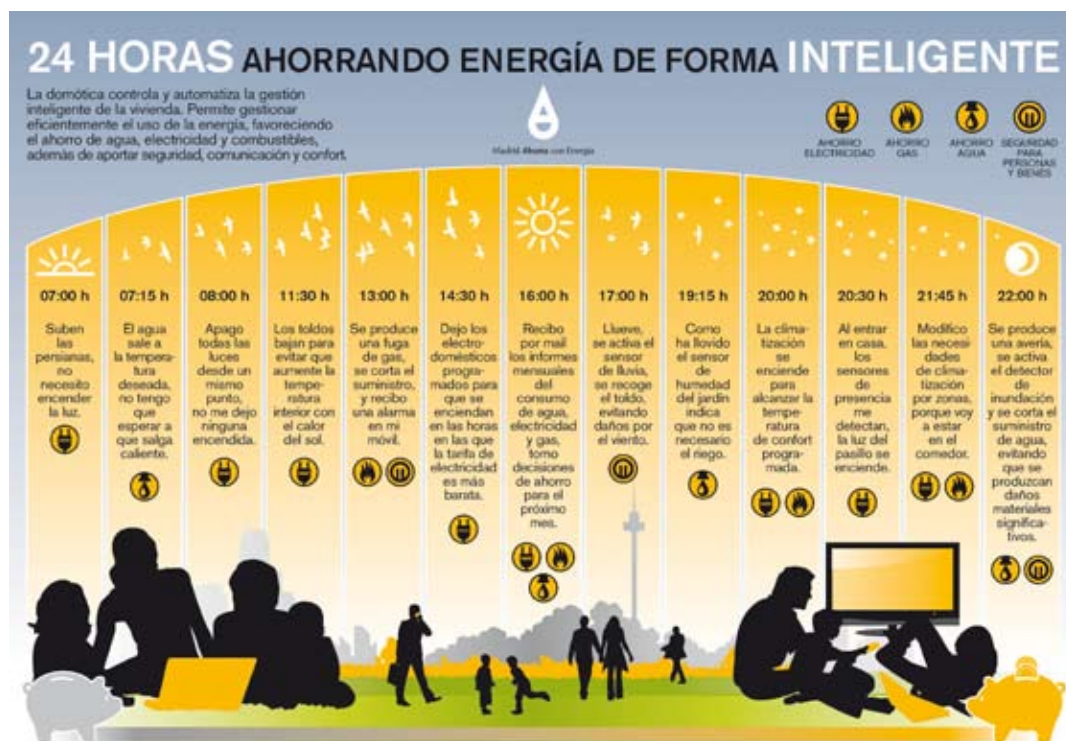 24 HORAS AHORRANDO ENERGÍA DE FORMA INTELIGENTE
La domótica controla y automatiza la gestión
inteligente de la vivienda. Permite gestionar
eficientemente el uso de la energía, favoreciendo
el ahorro de agua, electricidad y combustibles,
además de aportar seguridad, comunicación y confort.
Madrid Ahorra con Energía
AHORRO
ELECTRICIDAD
AHORRO
GAS
AHORRO
AGUA
SEGURIDAD
PARA
PERSONAS
Y BIENES
07:00 h
Suben
las
persianas,
no
necesito
encender
la luz.
07:15 h
El agua
sale a
la tempera-
tura
deseada,
no tengo
que
esperar a
que salga
caliente.
08:00 h
Apago
todas las
luces
desde un
mismo
punto,
no me dejo
ninguna
encendida.
11:30 h
Los toldos
bajan para
evitar que
aumente la
tempe-
ratura
interior con
el calor
del sol.
13:00 h
Se produce
una fuga
de gas,
se corta el
suministro,
y recibo
una alarma
en mi
móvil.
14:30 h
Dejo los
electro-
domésticos
progra-
mados para
que se
enciendan
en las horas
en las que
la tarifa de
electricidad
es más
barata.
16:00 h
Recibo
por mail
los informes
mensuales
del
consumo
de agua,
electricidad
y gas,
tomo
decisiones
de ahorro
para el
próximo
mes.
17:00 h
Llueve,
se activa el
sensor
de lluvia,
se recoge
el toldo,
evitando
daños por
el viento.
19:15 h
Como
ha llovido
el sensor
de
humedad
del jardín
indica
que no es
necesario
el riego.
20:00 h
La clima-
tización
se
enciende
para
alcanzar la
tempe-
ratura
de confort
progra-
mada.
20:30 h
Al entrar
en casa,
los
sensores
de
presencia
me
detectan,
la luz del
pasillo se
enciende.
21:45 h
Modifico
las necesi-
dades
de clima-
tización
por zonas,
porque voy
a estar
en el
comedor.
22:00 h
Se produce
una avería,
se activa
el detector
de
inundación
y se corta el
suministro
de agua,
evitando
que se
produzcan
daños
materiales
significa-
tivos.